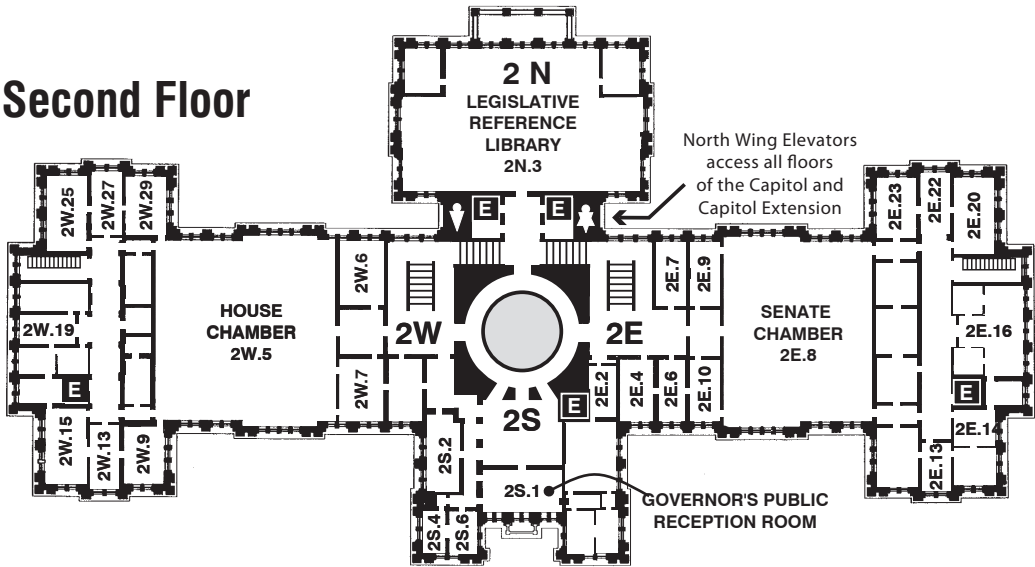 Second Floor
2 N
LEGISLATIVE
REFERENCE
LIBRARY
2N.3
North Wing Elevators
access all floors
of the Capitol and
Capitol Extension
E
E
2W.25
2W.27
2W.29
2E.23
2E.22
2E.20
2W.6
2E.7
2E.9
2W.19
HOUSE
CHAMBER
2W.5
2W
2E
SENATE
CHAMBER
2E.8
2E.16
E
2W.7
2E.2
2E.4
2E.6
2E.10
E
E
2S
2W.15
2W.13
2W.9
2S.2
2E.14
2E.13
2S.1
GOVERNOR'S PUBLIC
RECEPTION ROOM
2S.4
2S.6